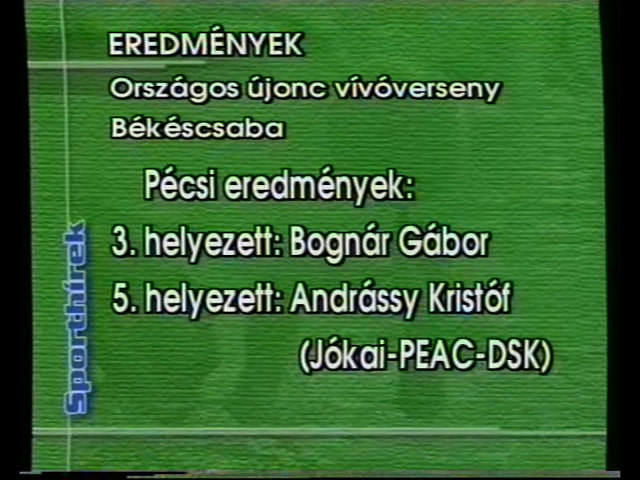 EREDMÉNYEK
Országos újonc vívóverseny
Békéscsaba
Pécsi eredmények:
3. helyezett: Bognár Gábor
5. helyezett: Andrássy Kristóf
(Jókai-PEAC-DSK)
Sporthírek